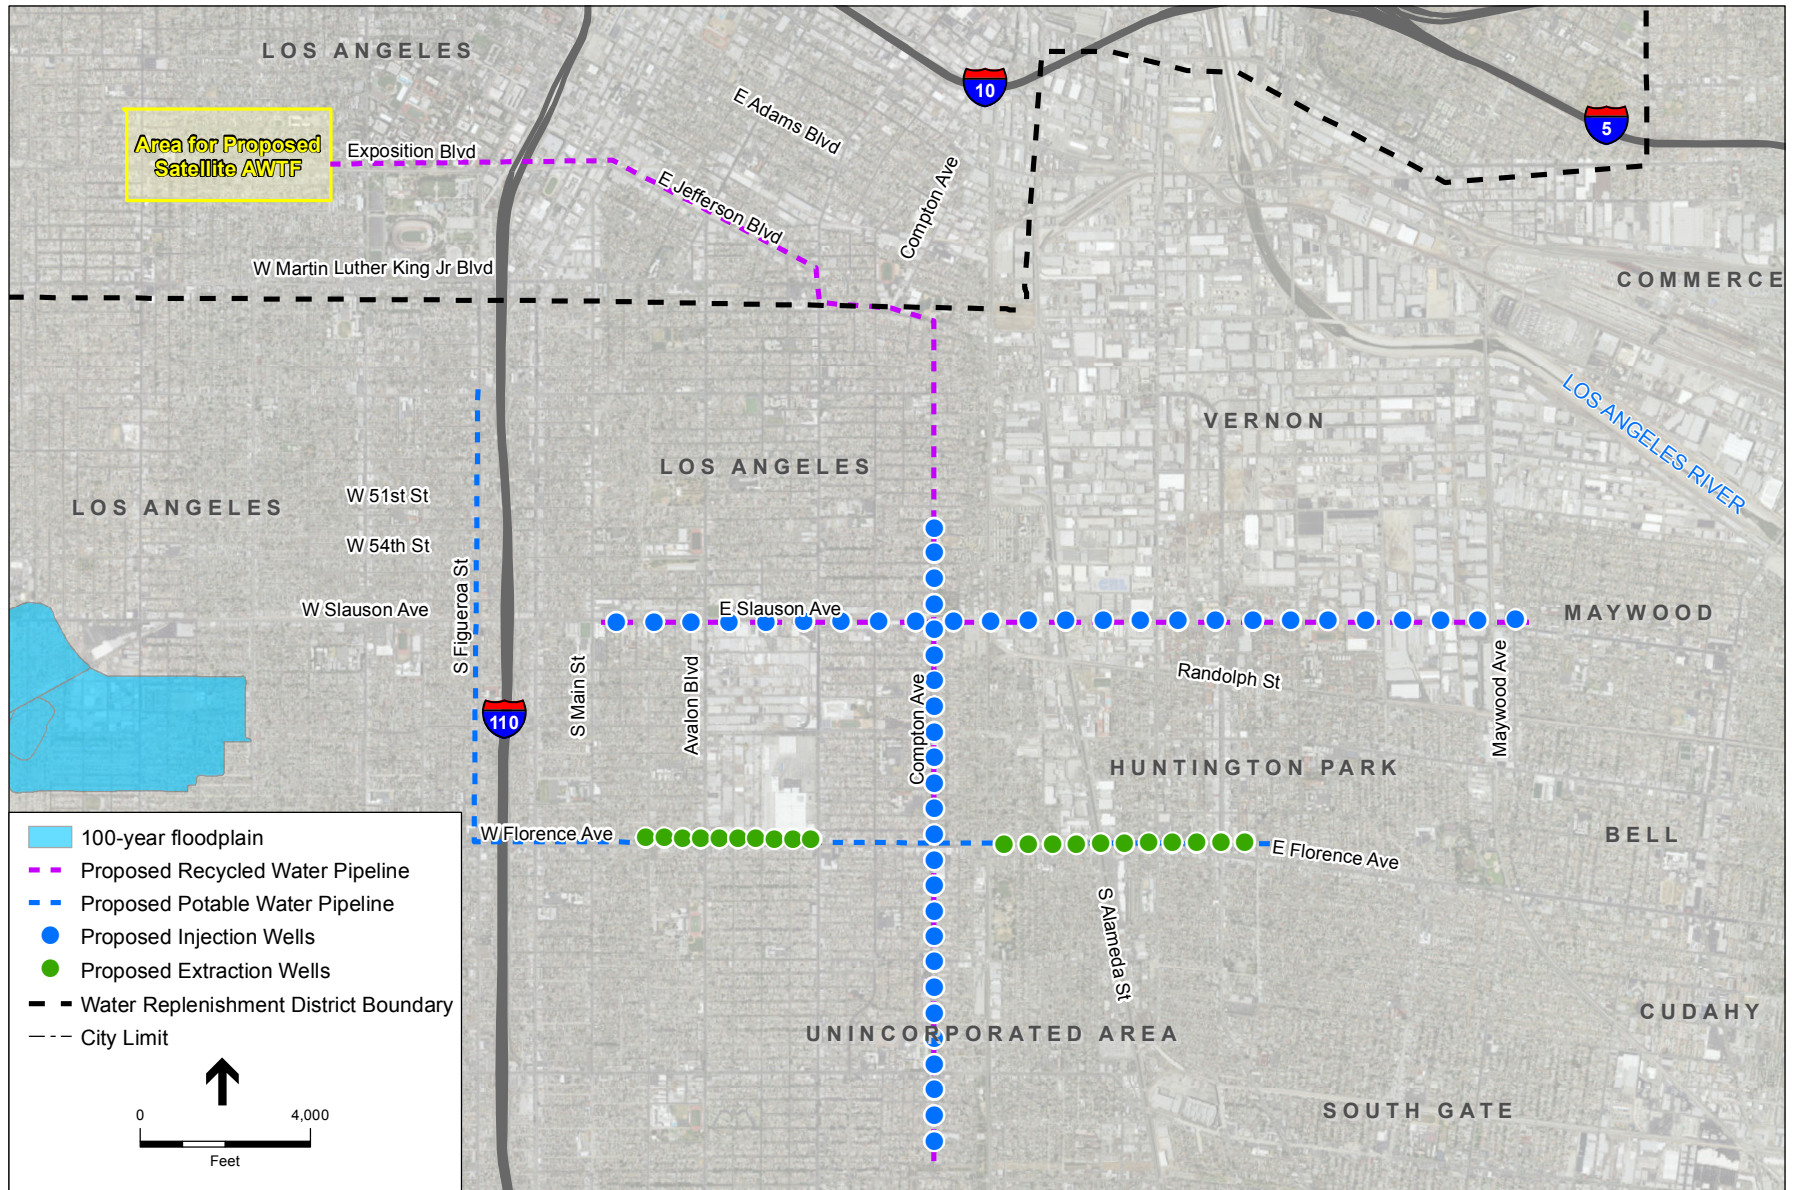 LOS ANGELES
10
5
E Adams Blvd
Area for Proposed
Satellite AWTF
Exposition Blvd
E Jefferson Blvd
Compton Ave
W Martin Luther King Jr Blvd
COMMERCE
LOS ANGELES RIVER
VERNON
LOS ANGELES
LOS ANGELES
W 51st St
W 54th St
S Figueroa St
W Slauson Ave
E Slauson Ave
MAYWOOD
S Main St
Avalon Blvd
Compton Ave
Randolph St
Maywood Ave
110
HUNTINGTON PARK
W Florence Ave
E Florence Ave
BELL
S Alameda St
UNINCORPORATED AREA
CUDAHY
SOUTH GATE
100-year floodplain
Proposed Recycled Water Pipeline
Proposed Potable Water Pipeline
Proposed Injection Wells
Proposed Extraction Wells
Water Replenishment District Boundary
City Limit
0 4,000
Feet